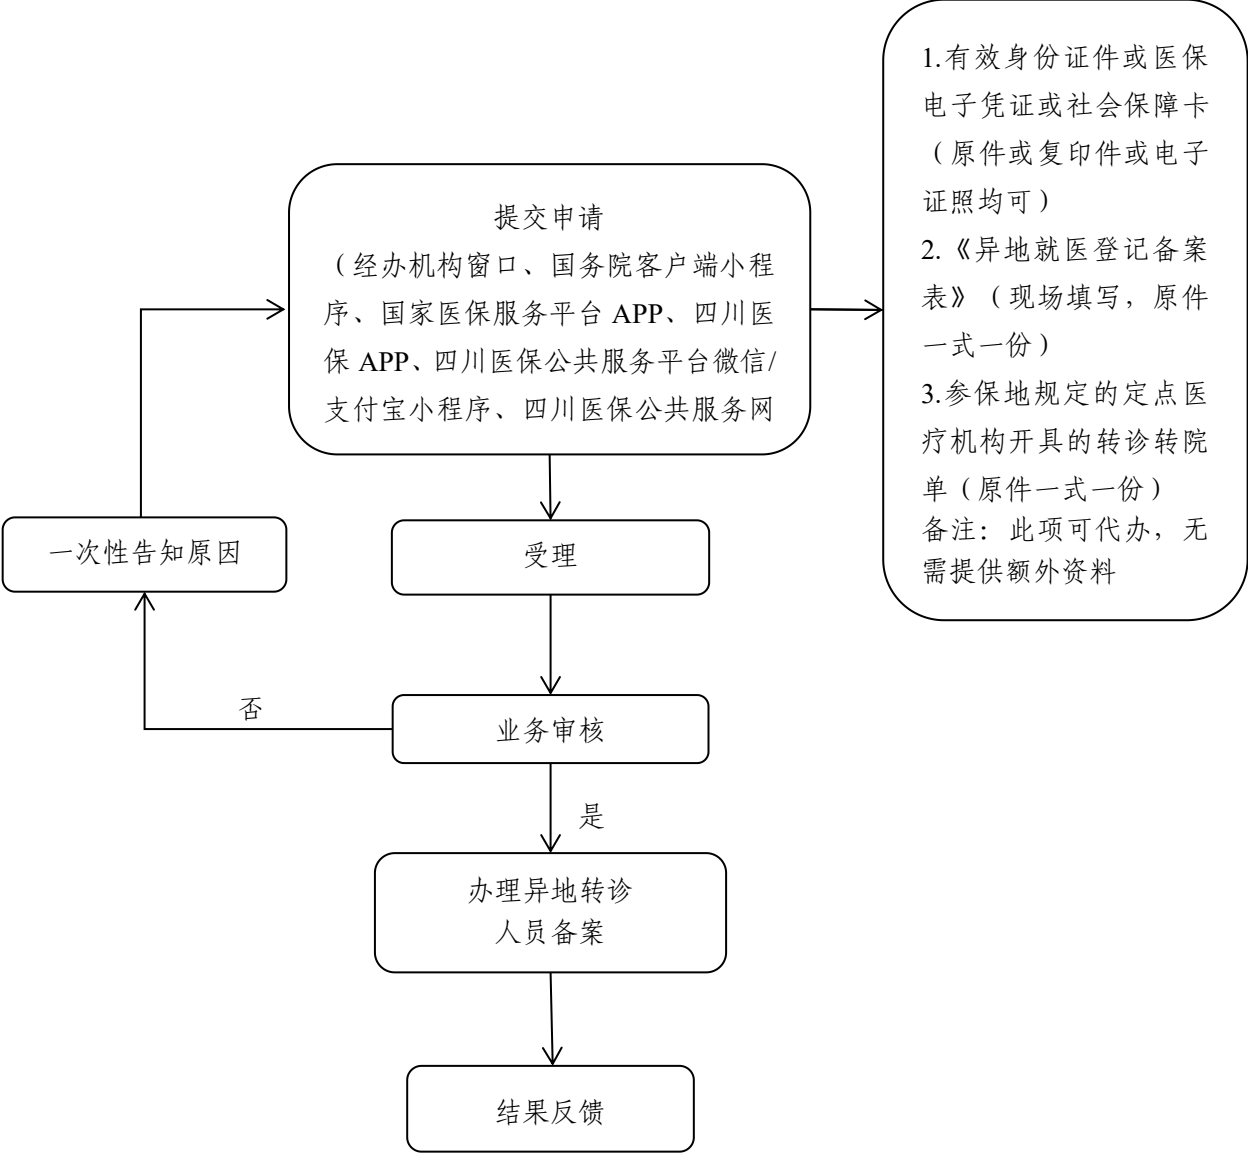 提交申请
（经办机构窗口、国务院客户端小程
序、国家医保服务平台 APP、四川医
保 APP、四川医保公共服务平台微信/
支付宝小程序、四川医保公共服务网
1.有效身份证件或医保
电子凭证或社会保障卡
（原件或复印件或电子
证照均可）
2.《异地就医登记备案
表》（现场填写，原件
一式一份）
3.参保地规定的定点医
疗机构开具的转诊转院
单（原件一式一份）
备注：此项可代办，无
需提供额外资料
一次性告知原因
受理
否
业务审核
是
办理异地转诊
人员备案
结果反馈